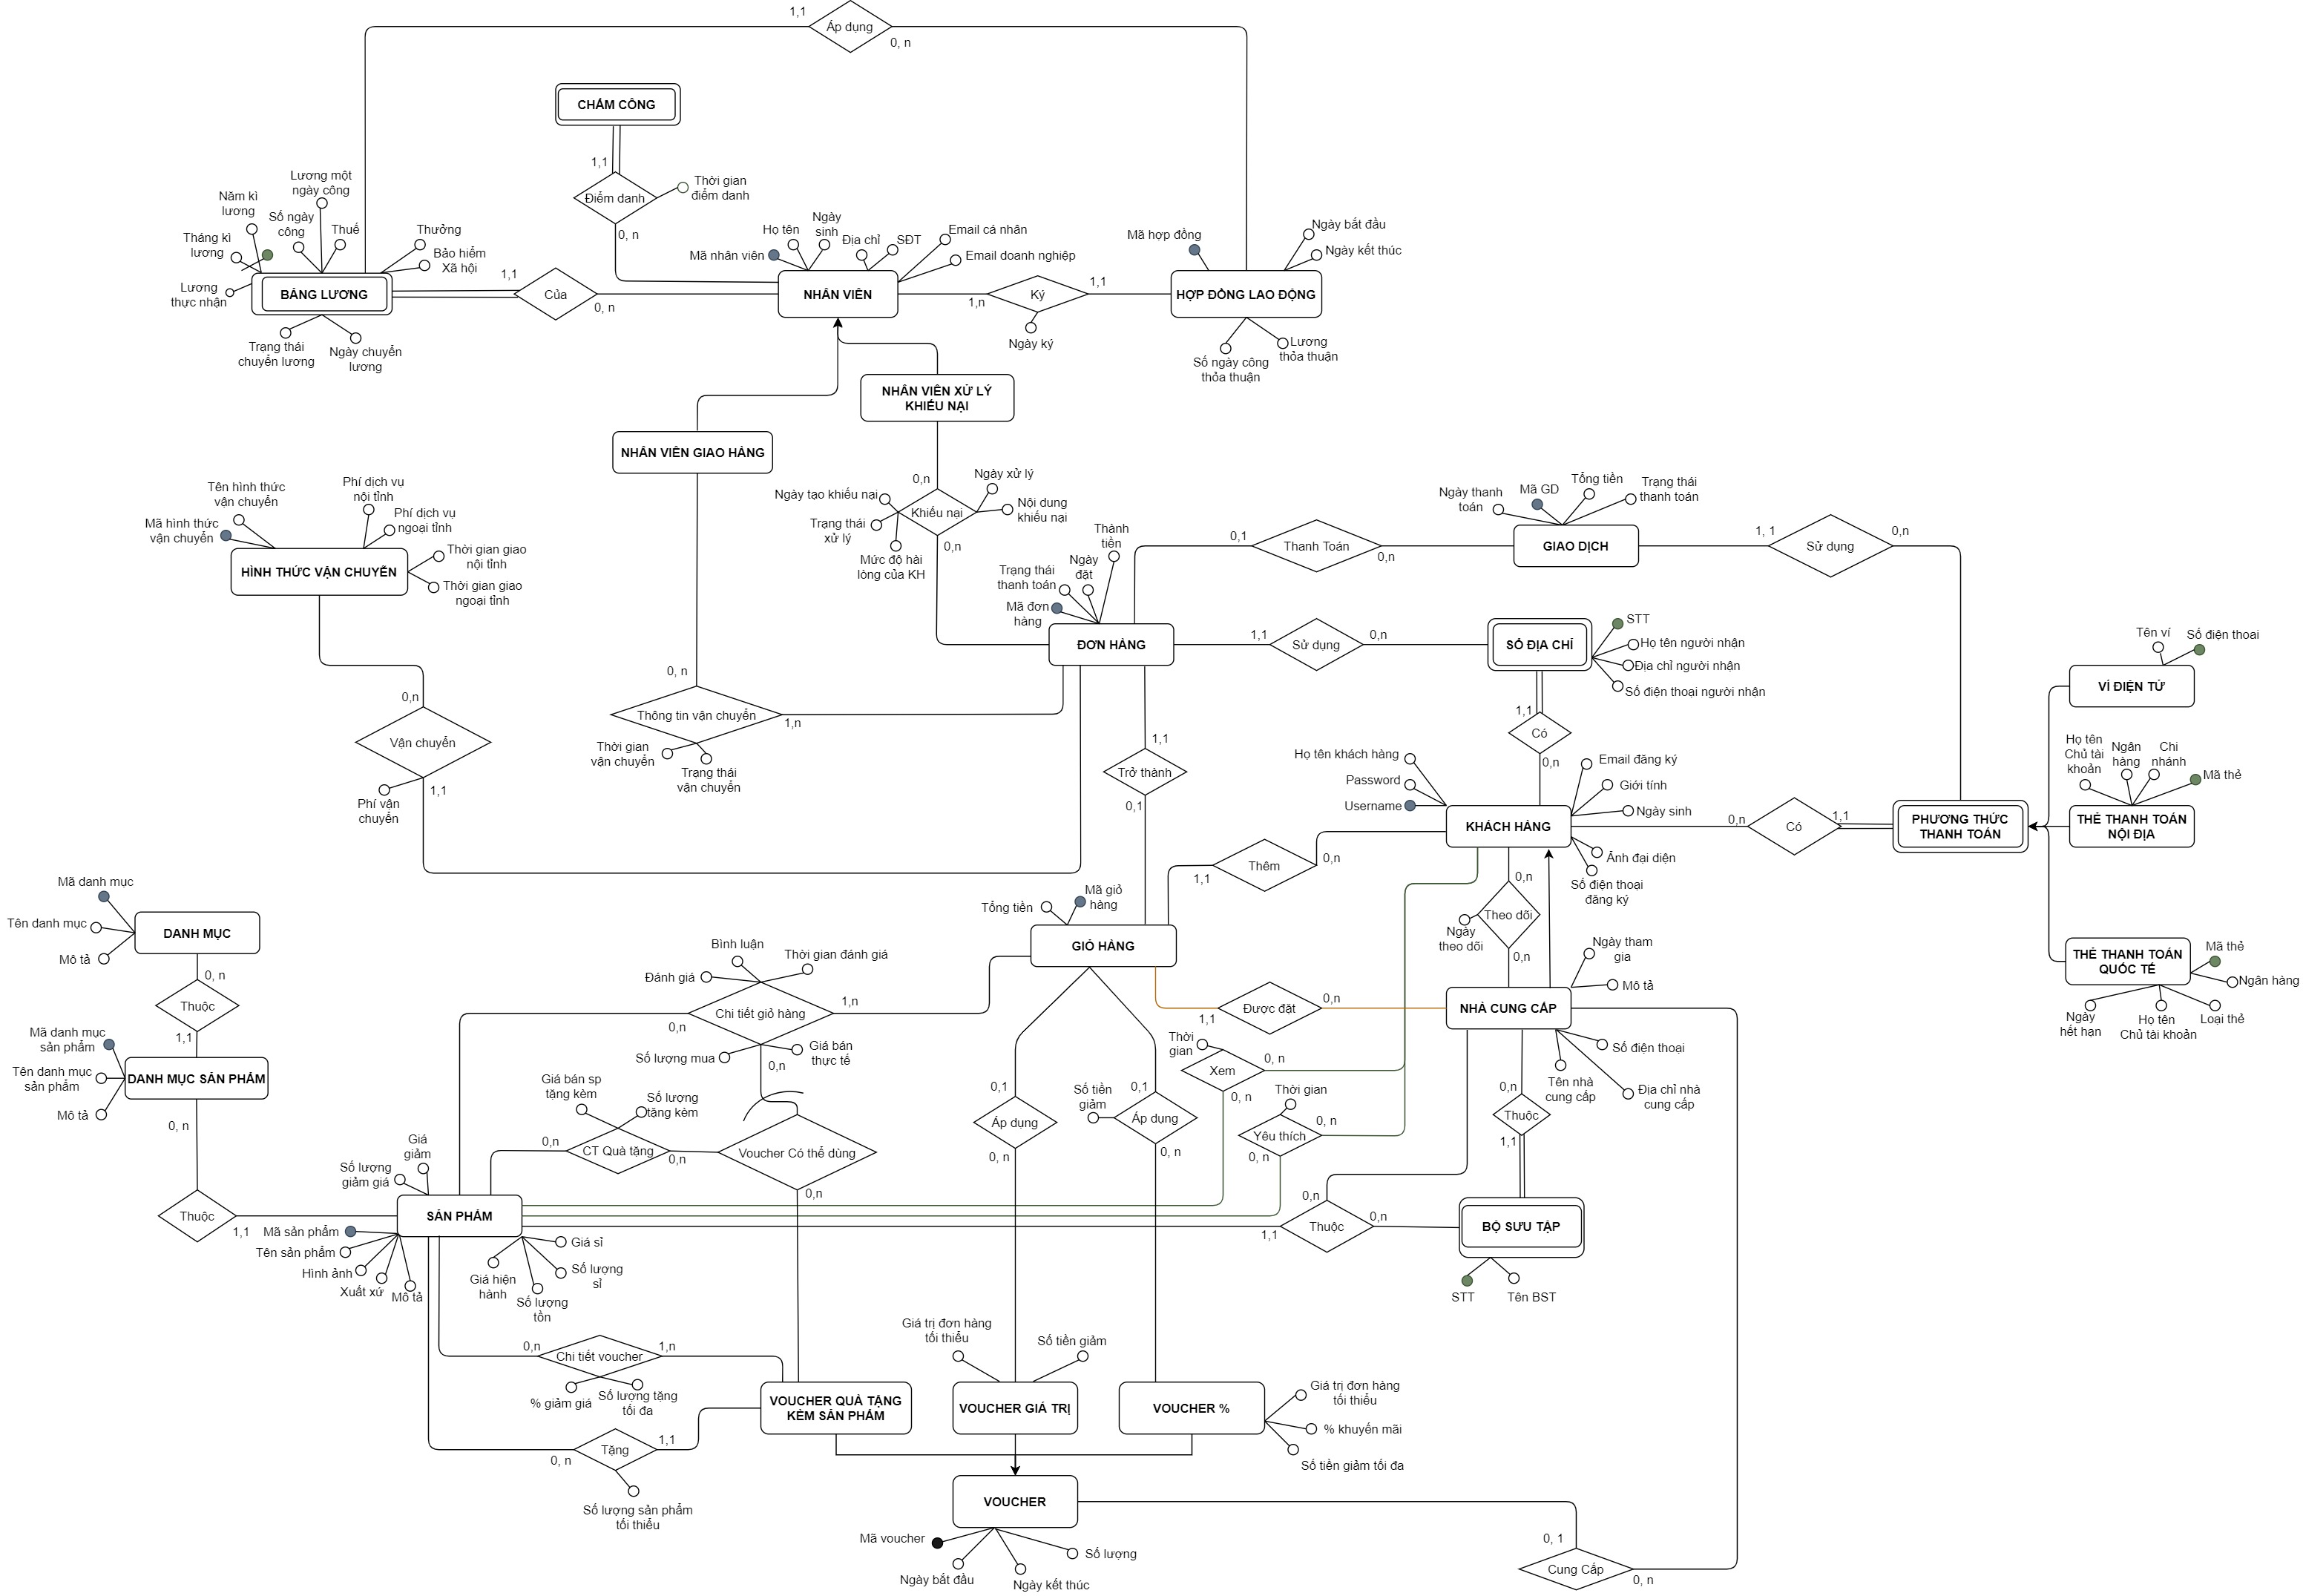 1,1
Áp dụng
0, n
CHẤM CÔNG
1,1
Điểm danh
Thời gian
điểm danh
0, n
Lương một
ngày công
Năm kì
lương
Số ngày
công
Thuế
Thưởng
Tháng kì
lương
Bảo hiểm
Xã hội
Lương
thực nhận
BẢNG LƯƠNG
Trạng thái
chuyển lương
Ngày chuyển
lương
1,1
Của
0, n
Họ tên
Ngày
sinh
Địa chỉ
SĐT
Email cá nhân
Mã nhân viên
Email doanh nghiệp
NHÂN VIÊN
1,n
Ký
1,1
Ngày ký
Mã hợp đồng
Ngày bắt đầu
Ngày kết thúc
HỢP ĐỒNG LAO ĐỘNG
Số ngày công
thỏa thuận
Lương
thỏa thuận
NHÂN VIÊN XỬ LÝ
KHIẾU NẠI
NHÂN VIÊN GIAO HÀNG
Tên hình thức
vận chuyển
Phí dịch vụ
nội tỉnh
Mã hình thức
vận chuyển
Phí dịch vụ
ngoại tỉnh
HÌNH THỨC VẬN CHUYỂN
Thời gian giao
nội tỉnh
Thời gian giao
ngoại tỉnh
0,n
Ngày xử lý
Ngày tạo khiếu nại
Khiếu nại
Nội dung
khiếu nại
Trạng thái
xử lý
Mức độ hài
lòng của KH
0,n
Thành
tiền
Ngày
đặt
Trạng thái
thanh toán
Mã đơn
hàng
ĐƠN HÀNG
0,1
Thanh Toán
0,n
Ngày thanh
toán
Mã GD
Tổng tiền
Trạng thái
thanh toán
GIAO DỊCH
1, 1
Sử dụng
0,n
1,1
Sử dụng
0,n
SỔ ĐỊA CHỈ
STT
Họ tên người nhận
Địa chỉ người nhận
Số điện thoại người nhận
1,1
Có
0,n
Tên ví
Số điện thoai
VÍ ĐIỆN TỬ
0,n
Vận chuyển
Phí vận
chuyển
1,1
0, n
Thông tin vận chuyển
1,n
Thời gian
vận chuyển
Trạng thái
vận chuyển
1,1
Trở thành
0,1
Họ tên khách hàng
Password
Username
Email đăng ký
Giới tính
Ngày sinh
KHÁCH HÀNG
Ảnh đại diện
Số điện thoại
đăng ký
0,n
Có
1,1
PHƯƠNG THỨC
THANH TOÁN
Họ tên
Chủ tài
khoản
Ngân
hàng
Chi
nhánh
Mã thẻ
THẺ THANH TOÁN
NỘI ĐỊA
Thêm
0,n
1,1
0,n
Theo dõi
Ngày
theo dõi
0,n
Mã danh mục
Tên danh mục
DANH MỤC
Mô tả
0, n
Thuộc
1,1
Mã danh mục
sản phẩm
Tên danh mục
sản phẩm
DANH MỤC SẢN PHẨM
Mô tả
0, n
Thuộc
1,1
Tổng tiền
Mã giỏ
hàng
GIỎ HÀNG
Bình luận
Thời gian đánh giá
Đánh giá
Chi tiết giỏ hàng
1,n
0,n
Số lượng mua
Giá bán
thực tế
0,n
Được đặt
0,n
1,1
NHÀ CUNG CẤP
Ngày tham
gia
Mô tả
Số điện thoại
Tên nhà
cung cấp
Địa chỉ nhà
cung cấp
THẺ THANH TOÁN
QUỐC TẾ
Mã thẻ
Ngân hàng
Ngày
hết hạn
Họ tên
Chủ tài khoản
Loại thẻ
Thời
gian
Xem
0, n
0, n
Thời gian
Yêu thích
0, n
0, n
Giá bán sp
tặng kèm
Số lượng
tặng kèm
0,n
CT Quà tặng
0,n
Voucher Có thể dùng
0,n
0,1
Áp dụng
0, n
Số tiền
giảm
0,1
Áp dụng
0, n
0,n
Thuộc
1,1
Giá
giảm
Số lượng
giảm giá
SẢN PHẨM
Mã sản phẩm
Tên sản phẩm
Hình ảnh
Xuất xứ
Mô tả
Giá sỉ
Giá hiện
hành
Số lượng
sỉ
Số lượng
tồn
0,n
Thuộc
0,n
1,1
BỘ SƯU TẬP
STT
Tên BST
0,n
Chi tiết voucher
1,n
% giảm giá
Số lượng tặng
tối đa
Tặng
1,1
0, n
Số lượng sản phẩm
tối thiểu
Giá trị đơn hàng
tối thiểu
Số tiền giảm
VOUCHER QUÀ TẶNG
KÈM SẢN PHẨM
VOUCHER GIÁ TRỊ
VOUCHER %
Giá trị đơn hàng
tối thiểu
% khuyến mãi
Số tiền giảm tối đa
VOUCHER
Mã voucher
Ngày bắt đầu
Ngày kết thúc
Số lượng
0, 1
Cung Cấp
0, n